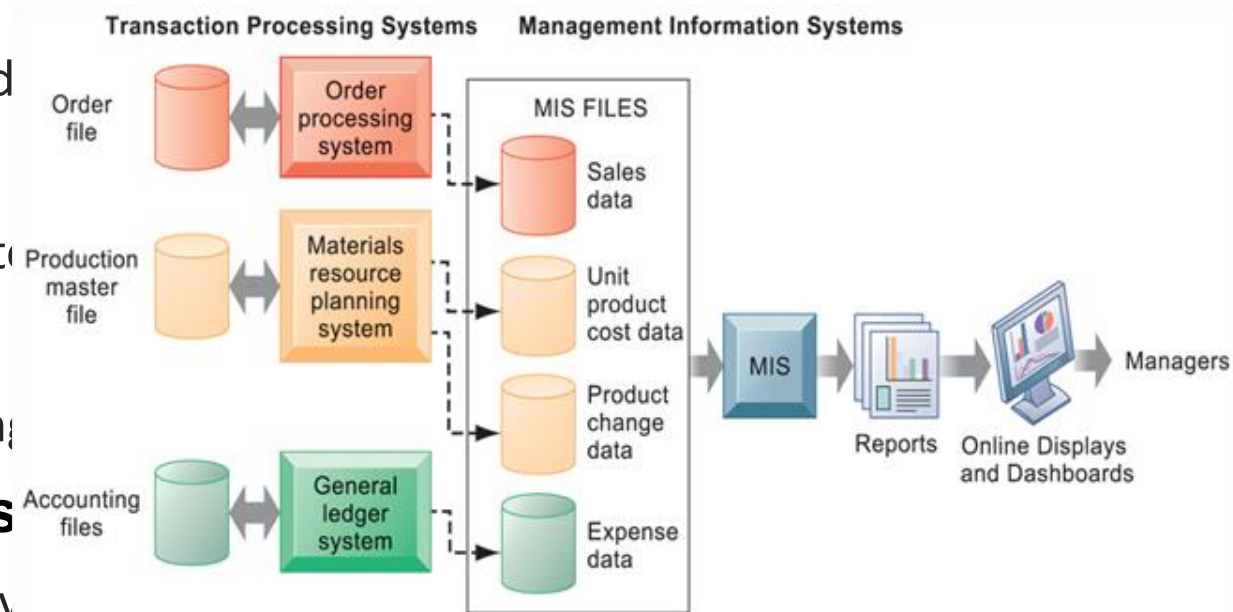 Transaction Processing Systems
Management Information Systems
Order
file
Order
processing
system
MIS FILES
Sales
data
Production
master
file
Materials
resource
planning
system
Unit
product
cost data
Product
change
data
MIS
Reports
Online Displays
and Dashboards
Managers
Accounting
files
General
ledger
system
Expense
data